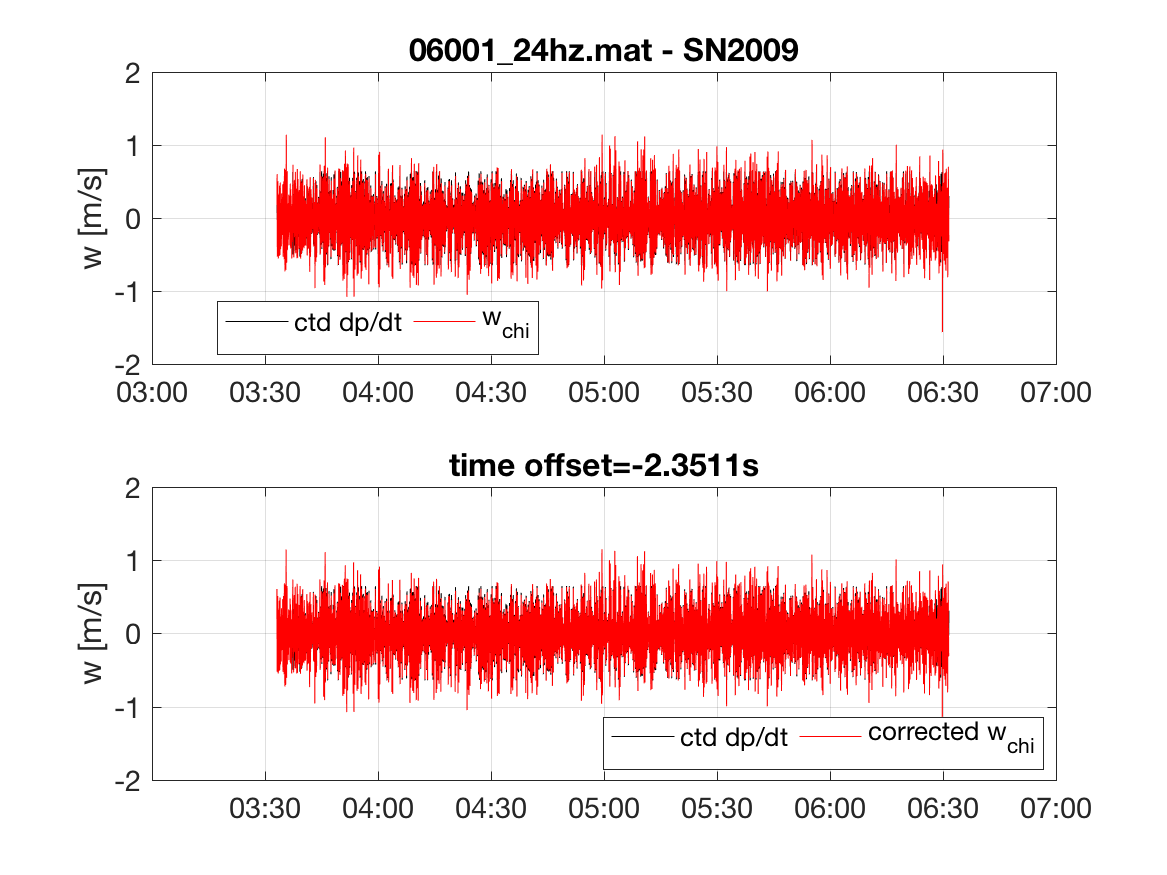 06001_24hz.mat - SN2009
2
1
0
-1
-2
w [m/s]
ctd dp/dt w_chi
03:00 03:30 04:00 04:30 05:00 05:30 06:00 06:30 07:00
time offset=-2.3511s
2
1
0
-1
-2
w [m/s]
ctd dp/dt corrected w_chi
03:30 04:00 04:30 05:00 05:30 06:00 06:30 07:00